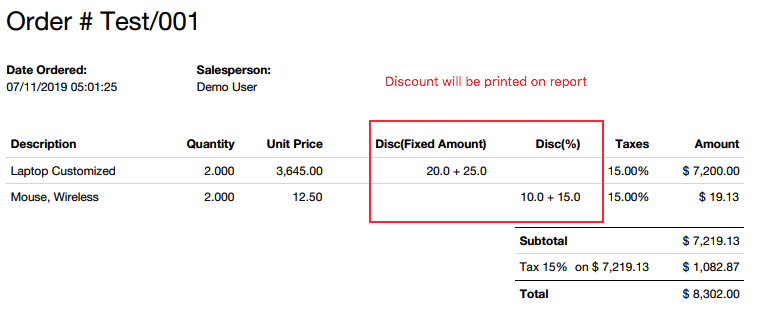 Order # Test/001
Date Ordered: Salesperson:
07/11/2019 05:01:25 Demo User
Discount will be printed on report
Description Quantity Unit Price Disc(Fixed Amount) Disc(%) Taxes Amount
Laptop Customized 2.000 3,645.00 20.0 + 25.0 15.00% $ 7,200.00
Mouse, Wireless 2.000 12.50 10.0 + 15.0 15.00% $ 19.13
Subtotal $ 7,219.13
Tax 15% on $ 7,219.13 $ 1,082.87
Total $ 8,302.00